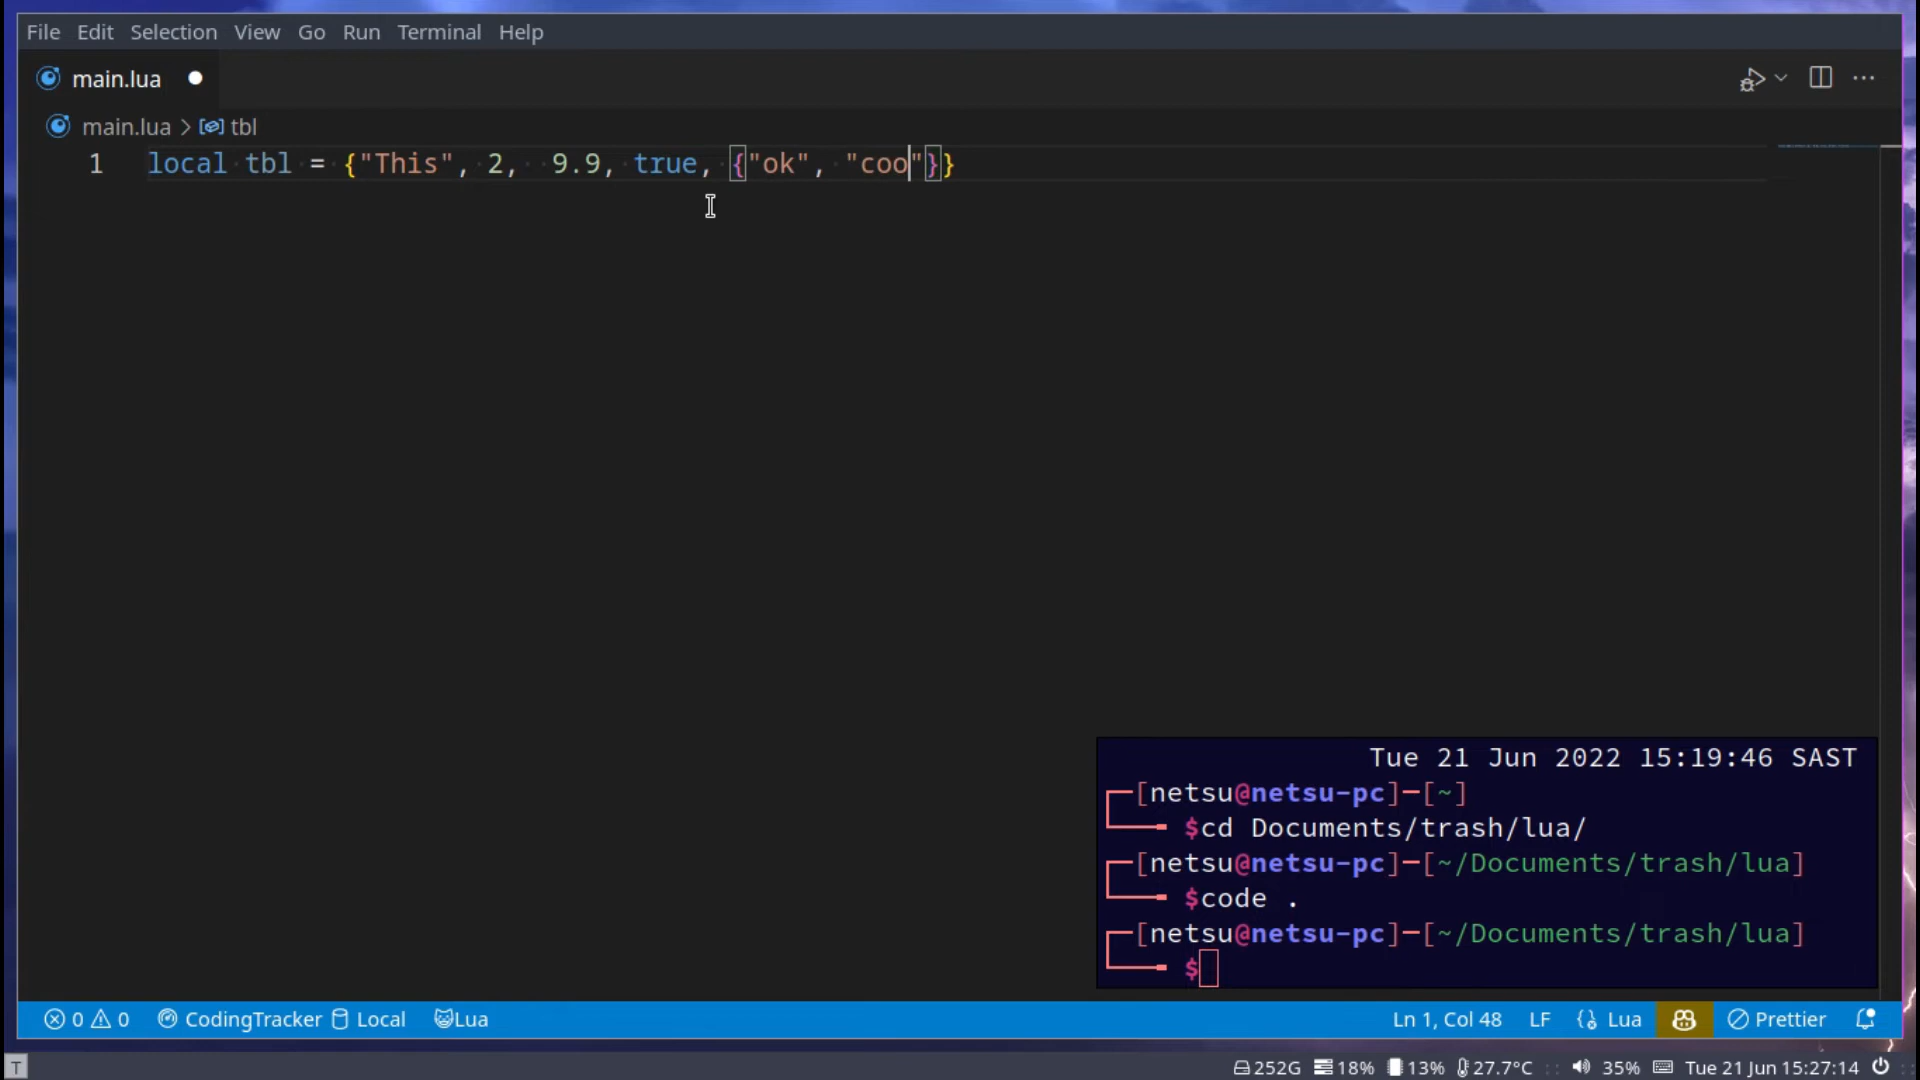 File Edit Selection View Go Run Terminal Help
main.lua
main.lua > tbl
1 local tbl = {"This", 2,  9.9, true, {"ok", "coo"}}
Tue 21 Jun 2022 15:19:46 SAST
[netsu@netsu-pc]-[~]
$cd Documents/trash/lua/
[netsu@netsu-pc]-[~/Documents/trash/lua]
$code .
[netsu@netsu-pc]-[~/Documents/trash/lua]
$
0 0 CodingTracker Local Lua Ln 1, Col 48 LF {} Lua Prettier
T 252G 18% 13% 27.7°C 35% Tue 21 Jun 15:27:14